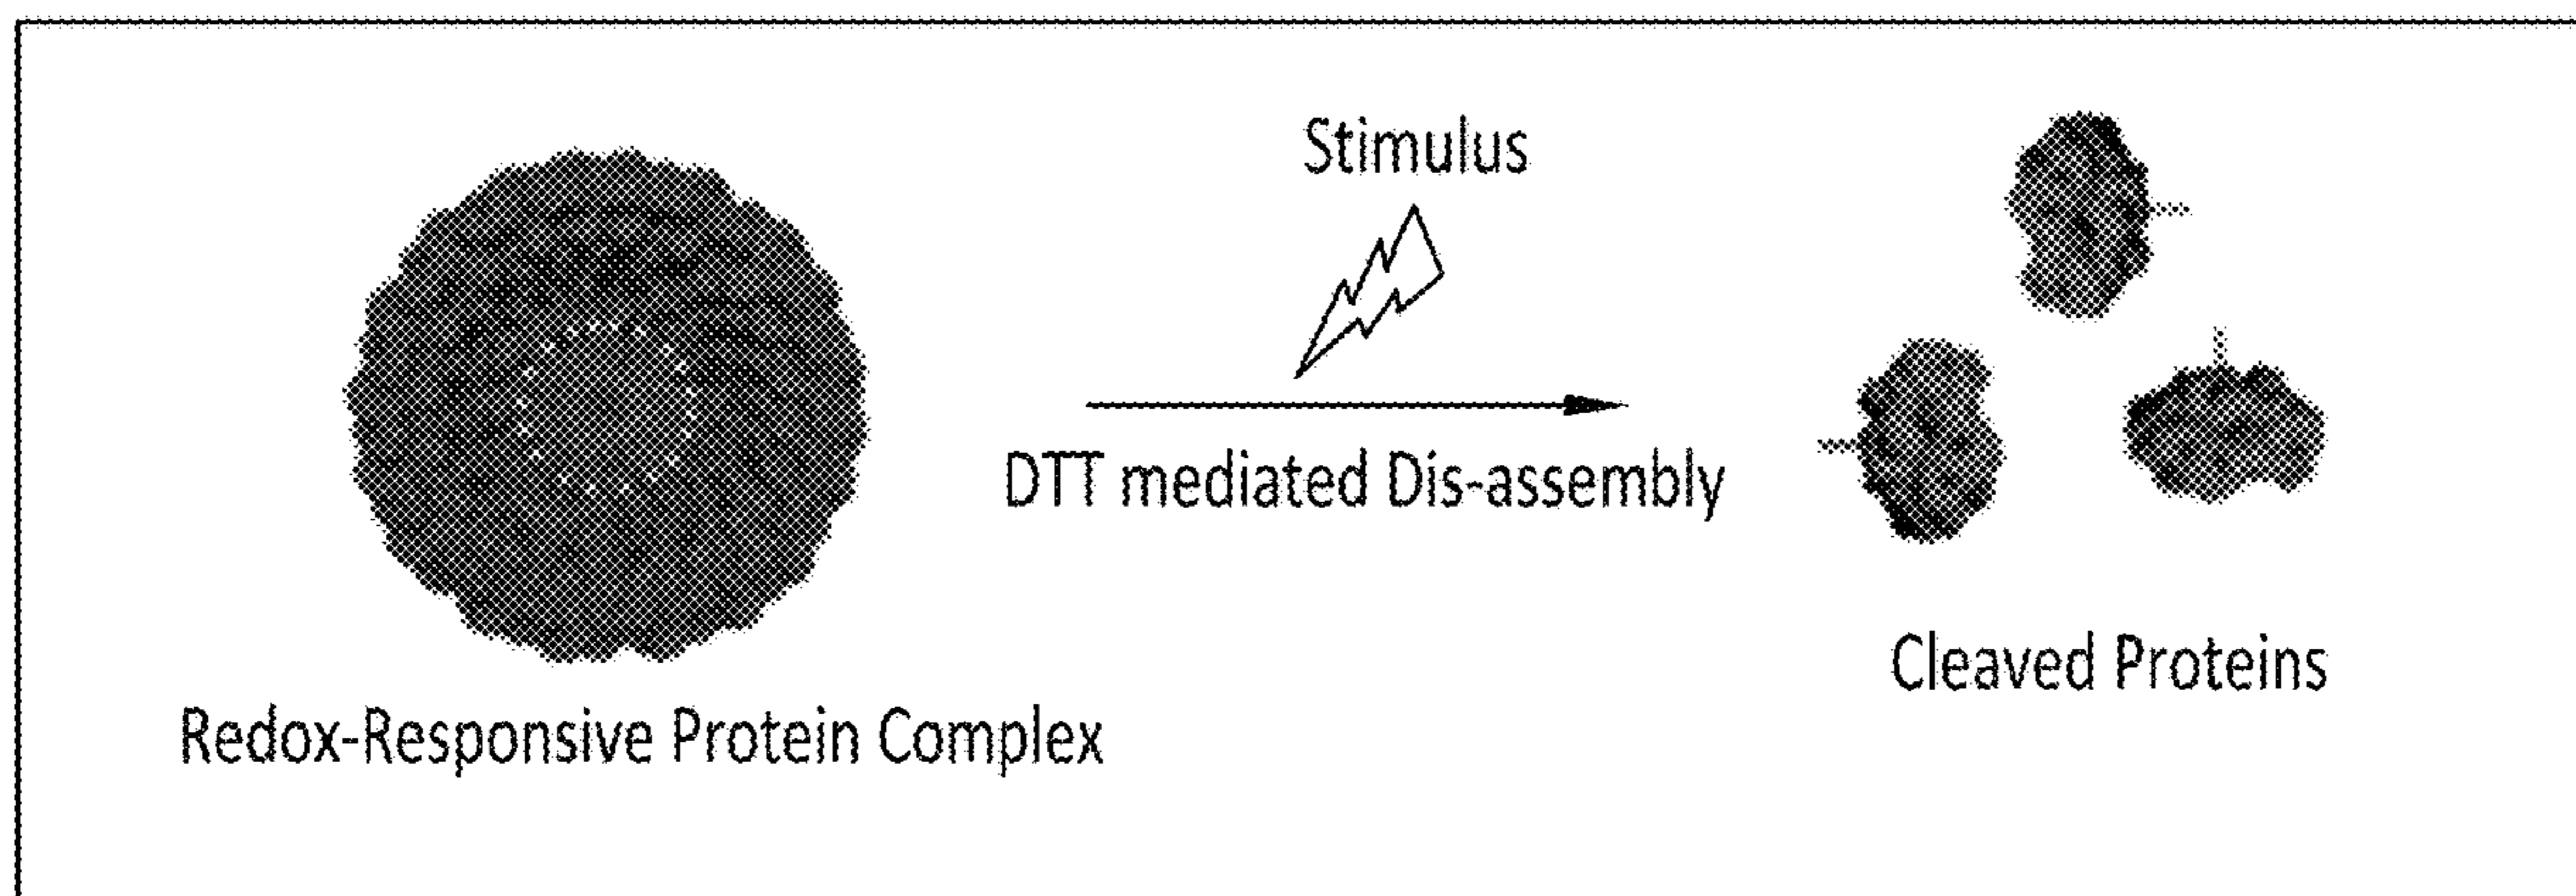 Stimulus
DTT mediated Dis-assembly
Redox-Responsive Protein Complex
Cleaved Proteins